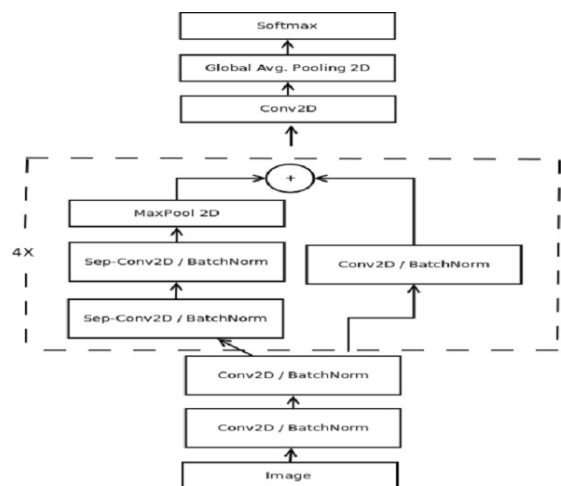 Softmax
Global Avg. Pooling 2D
Conv2D
+
MaxPool 2D
4X
Sep-Conv2D / BatchNorm
Conv2D / BatchNorm
Sep-Conv2D / BatchNorm
Conv2D / BatchNorm
Conv2D / BatchNorm
Image